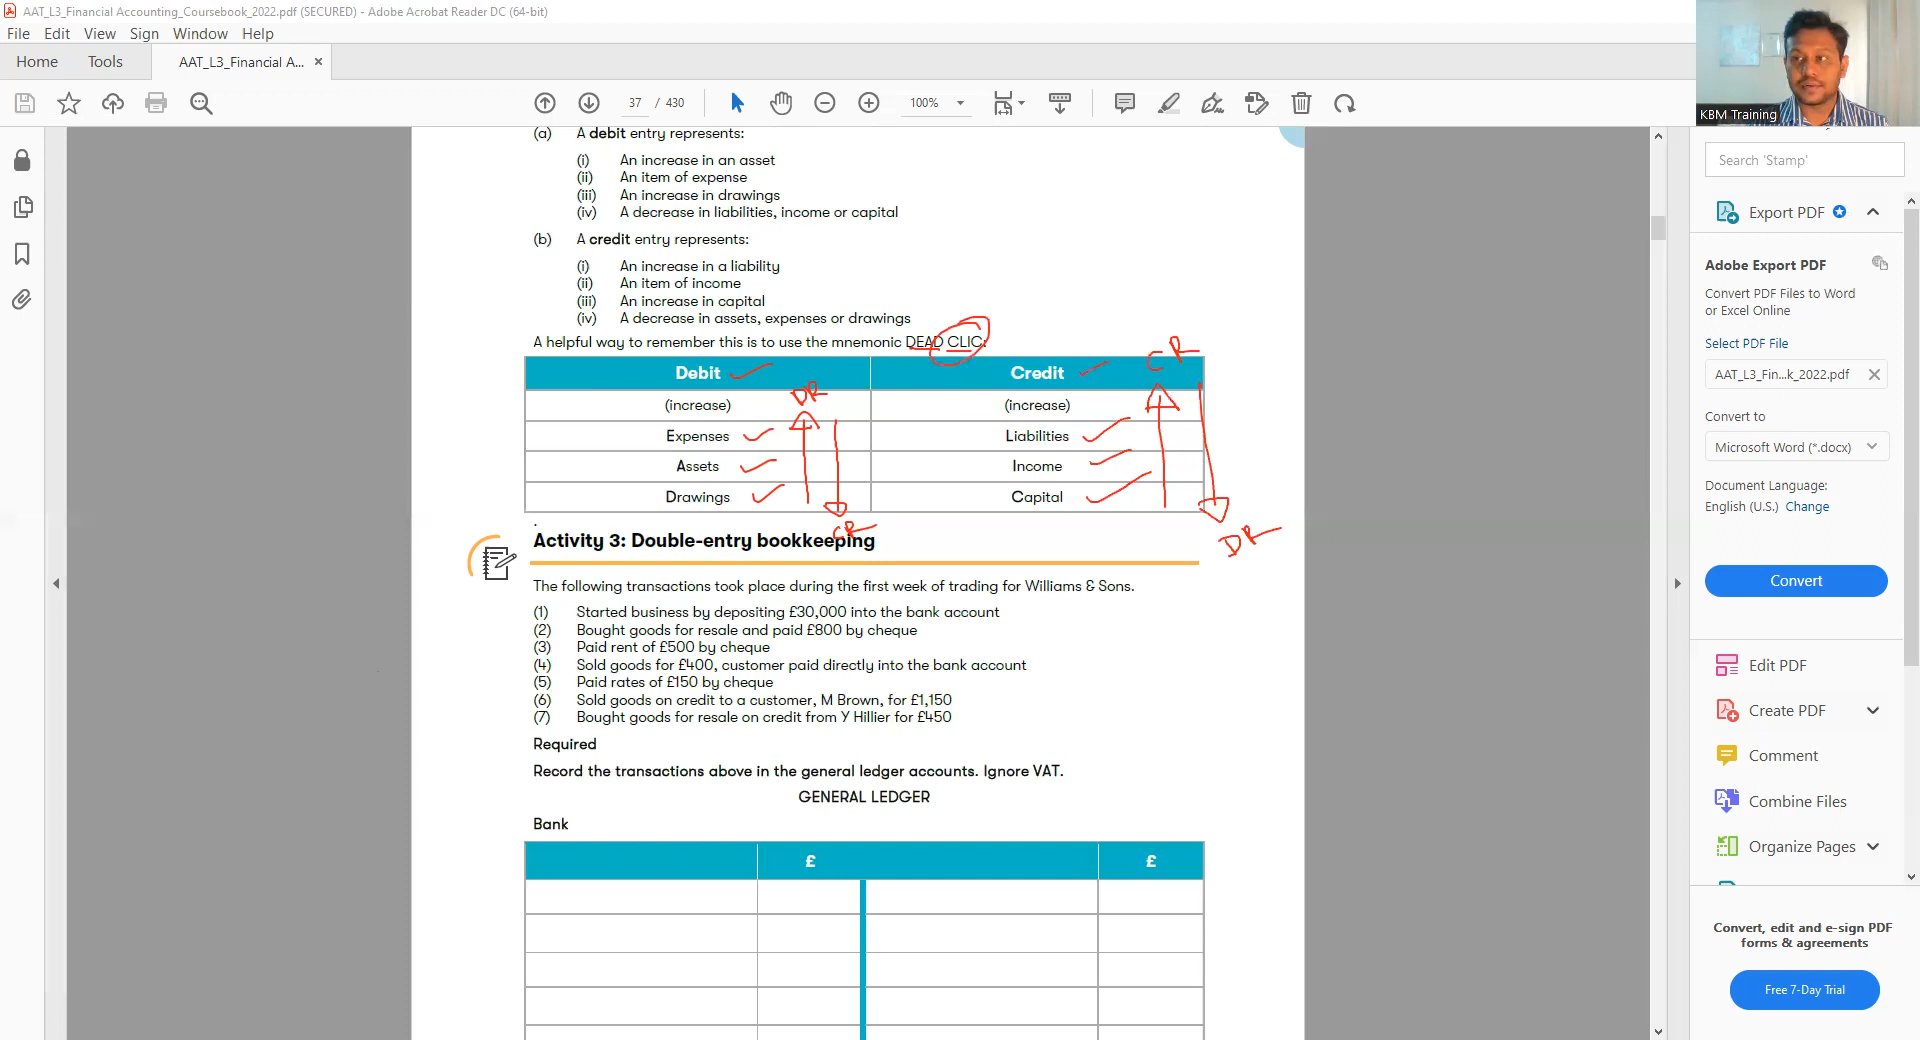 AAT_L3_Financial Accounting_Coursebook_2022.pdf (SECURED) - Adobe Acrobat Reader DC (64-bit)
File Edit View Sign Window Help
Home Tools AAT_L3_Financial A... ×
37 / 430 100%
KBM Training
(a) A debit entry represents:
(i) An increase in an asset
(ii) An item of expense
(iii) An increase in drawings
(iv) A decrease in liabilities, income or capital
(b) A credit entry represents:
(i) An increase in a liability
(ii) An item of income
(iii) An increase in capital
(iv) A decrease in assets, expenses or drawings
A helpful way to remember this is to use the mnemonic DEAD CLIC:
CR
Debit Credit
DR
(increase) (increase)
Expenses Liabilities
Assets Income
Drawings Capital
CR
DR
Activity 3: Double-entry bookkeeping
The following transactions took place during the first week of trading for Williams & Sons.
(1) Started business by depositing £30,000 into the bank account
(2) Bought goods for resale and paid £800 by cheque
(3) Paid rent of £500 by cheque
(4) Sold goods for £400, customer paid directly into the bank account
(5) Paid rates of £150 by cheque
(6) Sold goods on credit to a customer, M Brown, for £1,150
(7) Bought goods for resale on credit from Y Hillier for £450
Required
Record the transactions above in the general ledger accounts. Ignore VAT.
GENERAL LEDGER
Bank
£ £
Search 'Stamp'
Export PDF
Adobe Export PDF
Convert PDF Files to Word
or Excel Online
Select PDF File
AAT_L3_Fin...k_2022.pdf
Convert to
Microsoft Word (*.docx)
Document Language:
English (U.S.) Change
Convert
Edit PDF
Create PDF
Comment
Combine Files
Organize Pages
Convert, edit and e-sign PDF
forms & agreements
Free 7-Day Trial